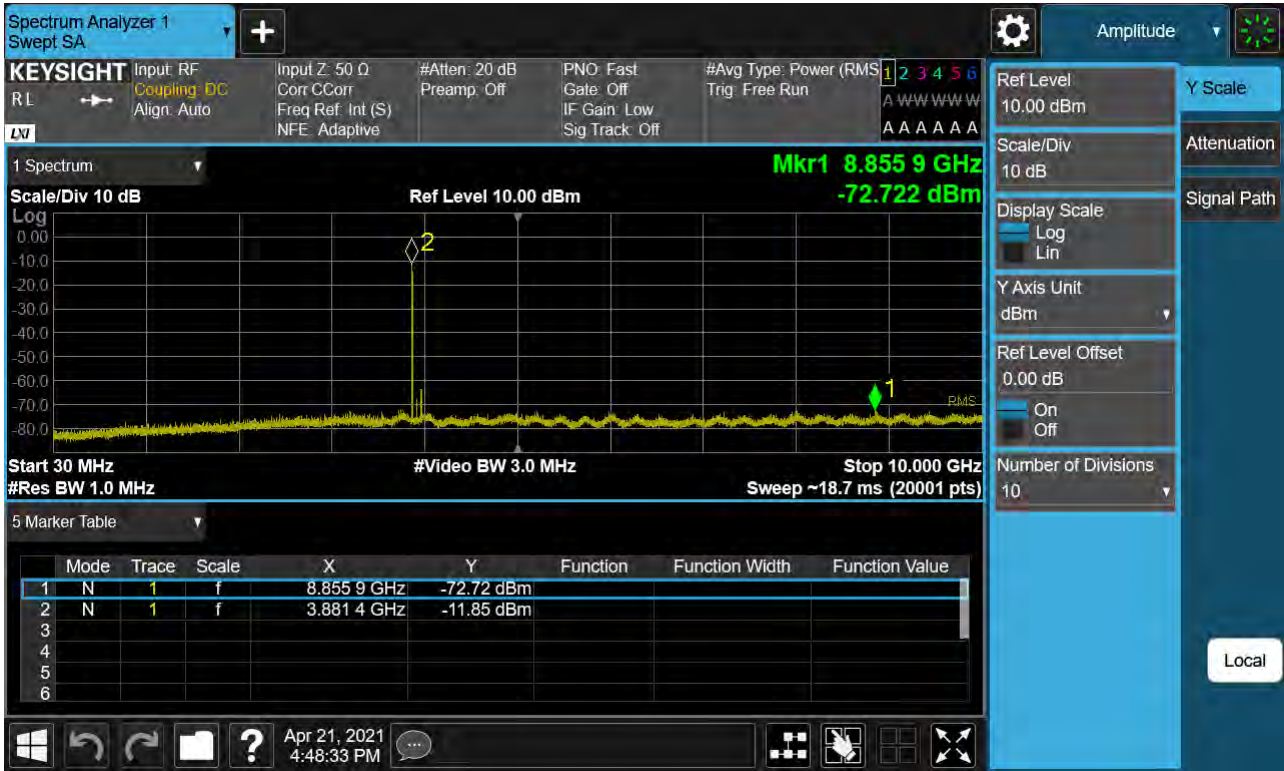 Spectrum Analyzer 1
Swept SA
Amplitude
KEYSIGHT
RL
LXI
Input: RF
Coupling: DC
Align: Auto
Input Z: 50 Ω
Corr CCorr
Freq Ref: Int (S)
NFE: Adaptive
#Atten: 20 dB
Preamp: Off
PNO: Fast
Gate: Off
IF Gain: Low
Sig Track: Off
#Avg Type: Power (RMS
Trig: Free Run
1 2 3 4 5 6
A W W W W W
A A A A A A
1 Spectrum
Mkr1 8.855 9 GHz
Scale/Div 10 dB
Ref Level 10.00 dBm
-72.722 dBm
Log
0.00
-10.0
-20.0
-30.0
-40.0
-50.0
-60.0
-70.0
-80.0
2
1
RMS
Start 30 MHz
#Video BW 3.0 MHz
Stop 10.000 GHz
#Res BW 1.0 MHz
Sweep ~18.7 ms (20001 pts)
5 Marker Table
Mode Trace Scale X Y Function Function Width Function Value
1 N 1 f 8.855 9 GHz -72.72 dBm
2 N 1 f 3.881 4 GHz -11.85 dBm
3
4
5
6
Ref Level
10.00 dBm
Scale/Div
10 dB
Display Scale
Log
Lin
Y Axis Unit
dBm
Ref Level Offset
0.00 dB
On
Off
Number of Divisions
10
Y Scale
Attenuation
Signal Path
Local
?
Apr 21, 2021
4:48:33 PM